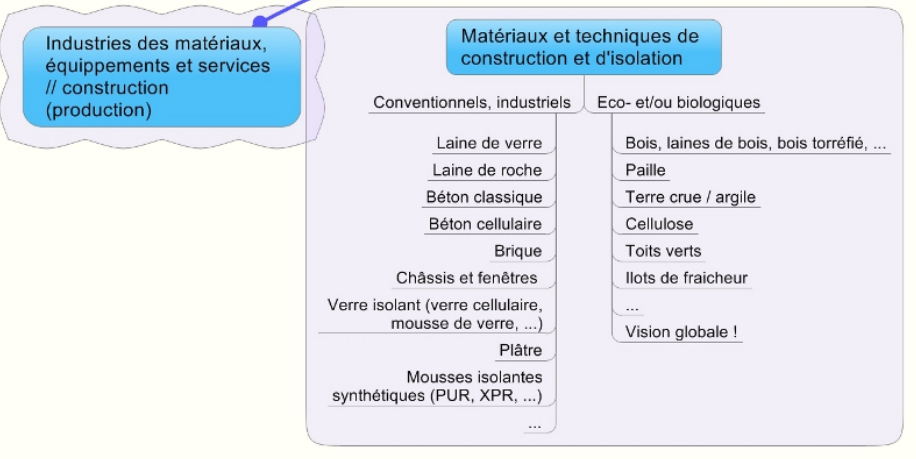 Industries des matériaux,
équippements et services
// construction
(production)
Matériaux et techniques de
construction et d'isolation
Conventionnels, industriels
Laine de verre
Laine de roche
Béton classique
Béton cellulaire
Brique
Châssis et fenêtres
Verre isolant (verre cellulaire,
mousse de verre, ...)
Plâtre
Mousses isolantes
synthétiques (PUR, XPR, ...)
...
Eco- et/ou biologiques
Bois, laines de bois, bois torréfié, ...
Paille
Terre crue / argile
Cellulose
Toits verts
Ilots de fraicheur
...
Vision globale !